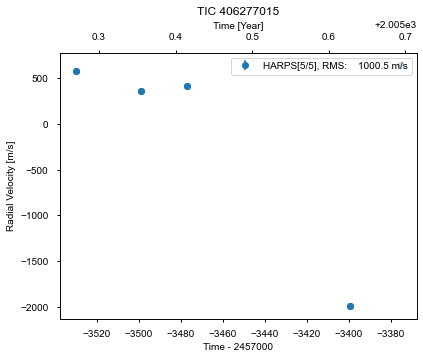 TIC 406277015
Time [Year]
+2.005e3
0.3 0.4 0.5 0.6 0.7
HARPS[5/5], RMS: 1000.5 m/s
Radial Velocity [m/s]
500
0
−500
−1000
−1500
−2000
−3520 −3500 −3480 −3460 −3440 −3420 −3400 −3380
Time - 2457000